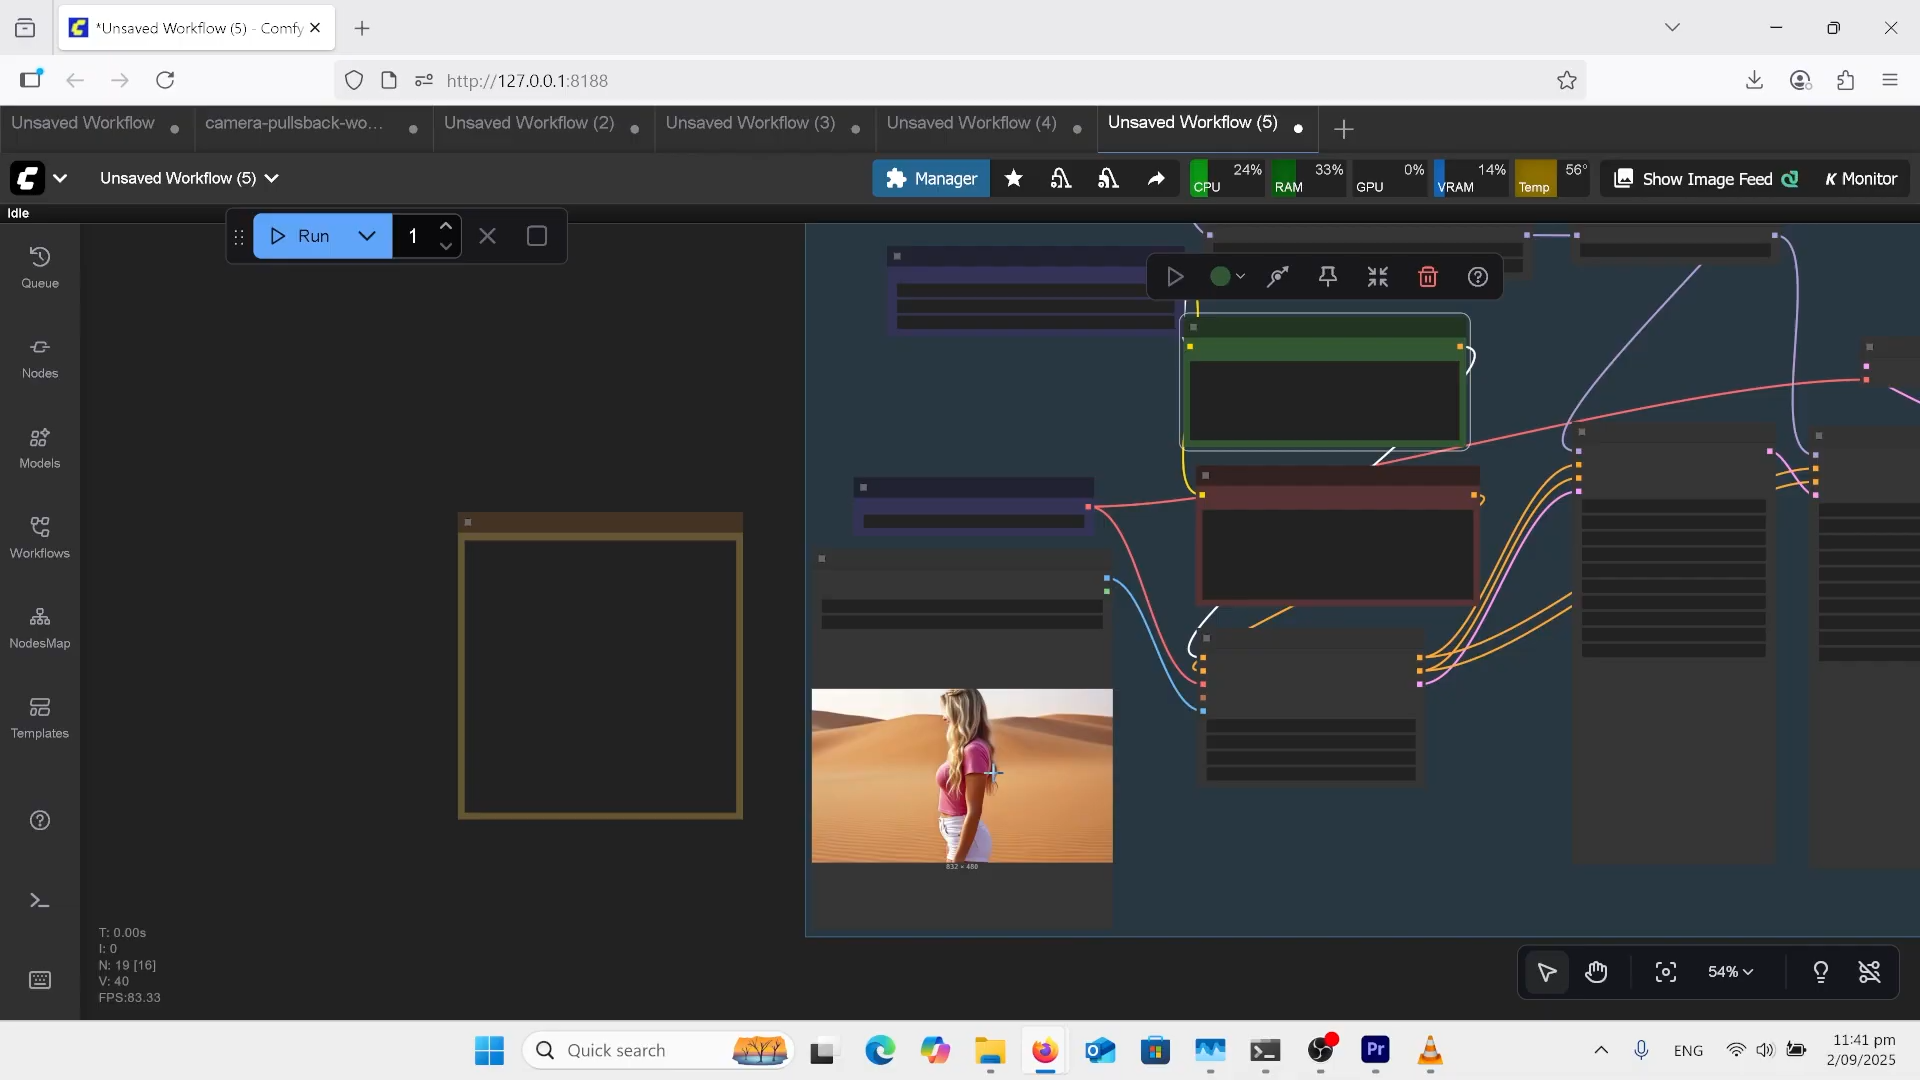 *Unsaved Workflow (5) - Comfy
http://127.0.0.1:8188
Unsaved Workflow
camera-pullsback-wo...
Unsaved Workflow (2)
Unsaved Workflow (3)
Unsaved Workflow (4)
Unsaved Workflow (5)
Unsaved Workflow (5)
Manager
CPU 24%
RAM 33%
GPU 0%
VRAM 14%
Temp 56°
Show Image Feed
K Monitor
Idle
Run
1
Queue
Nodes
Models
Workflows
NodesMap
Templates
832 × 480
T: 0.00s
I: 0
N: 19 [16]
V: 40
FPS:83.33
54%
Quick search
Pr
ENG
11:41 pm
2/09/2025